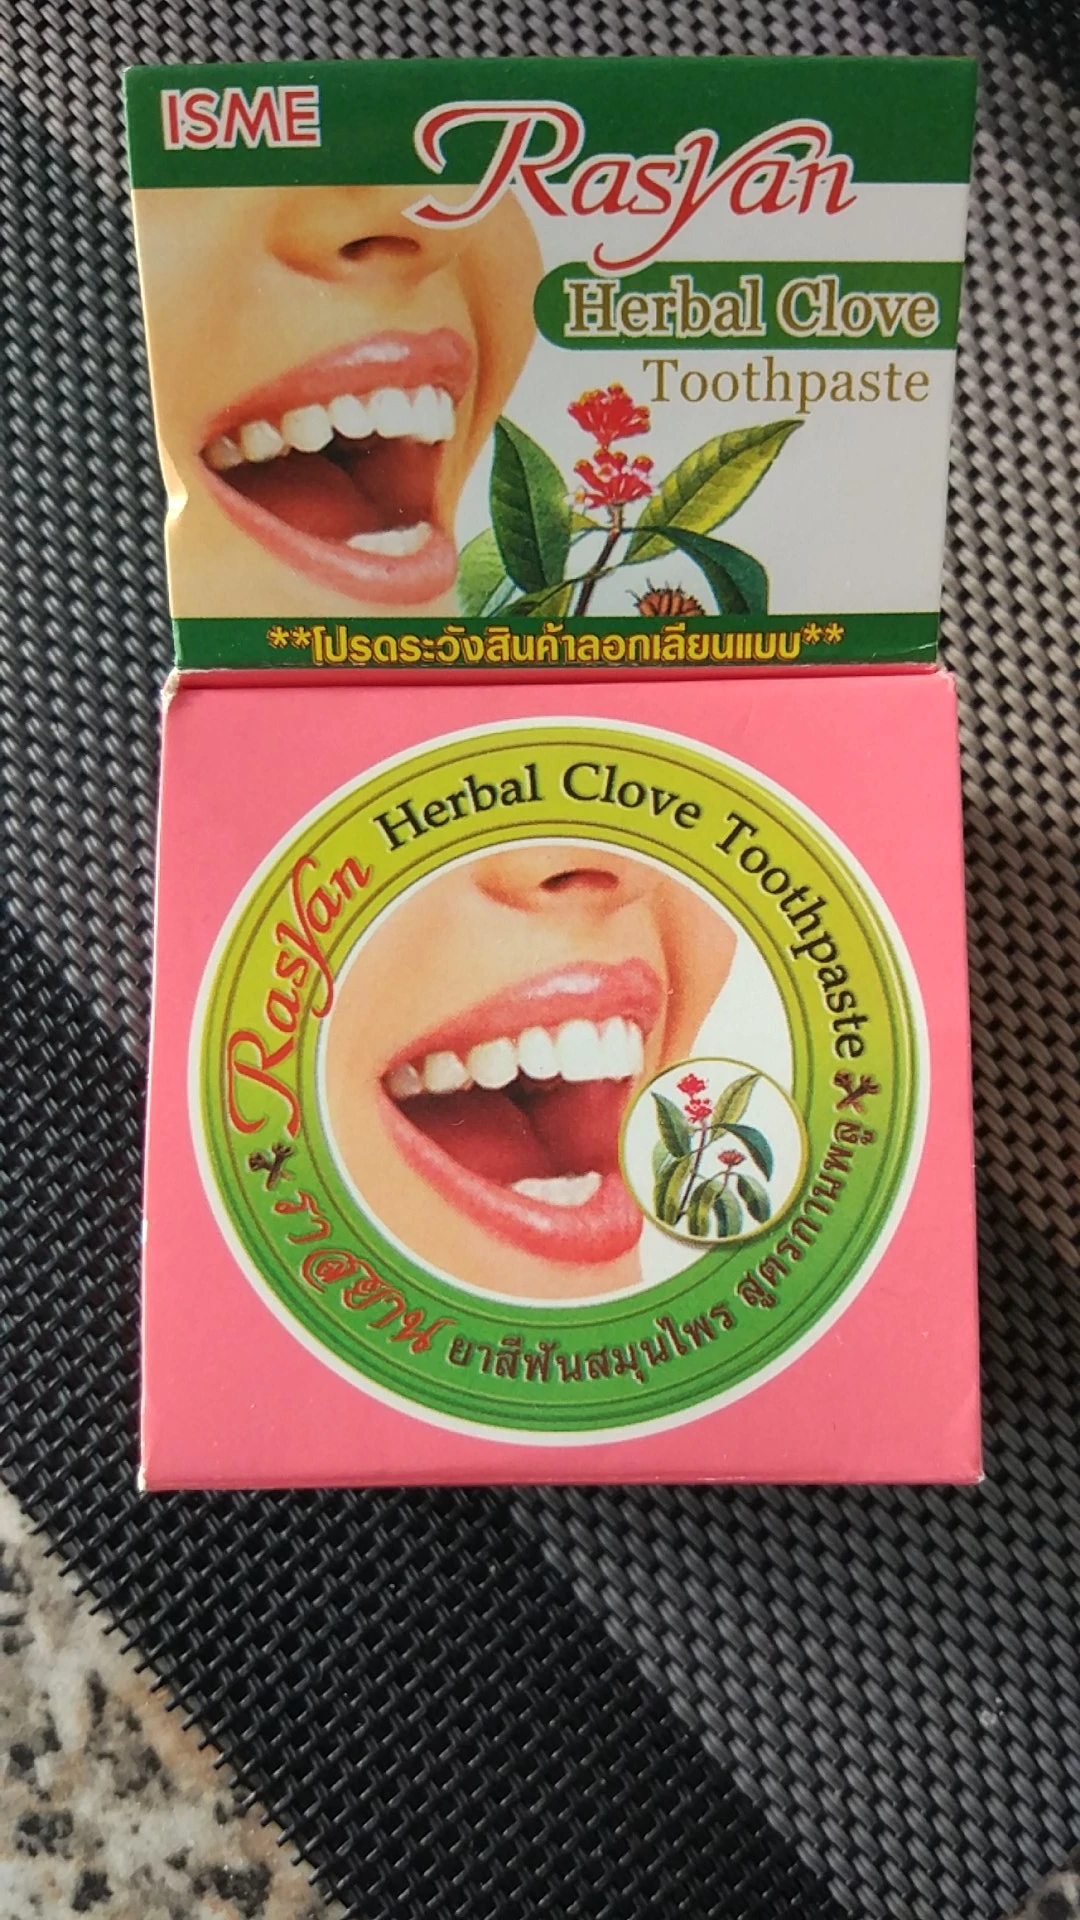 ISME
Rasyan
Herbal Clove
Toothpaste
**โปรดระวังสินค้าลอกเลียนแบบ**
Rasyan Herbal Clove Toothpaste
ราสยาน ยาสีฟันสมุนไพร สูตรกานพลู